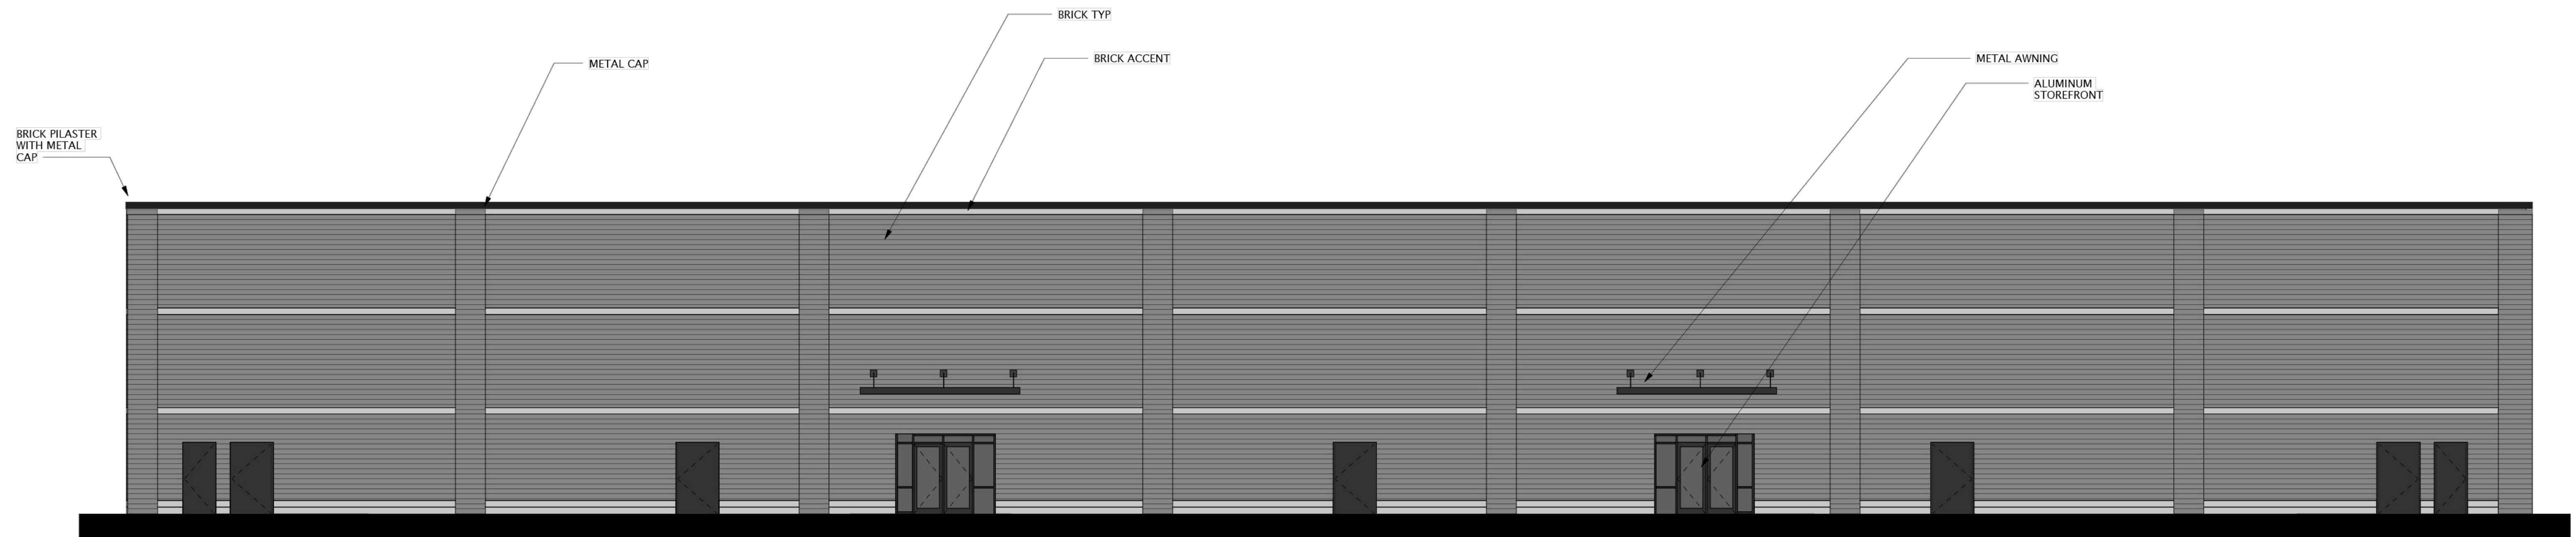 BRICK TYP
METAL CAP
BRICK ACCENT
METAL AWNING
ALUMINUM
STOREFRONT
BRICK PILASTER
WITH METAL
CAP